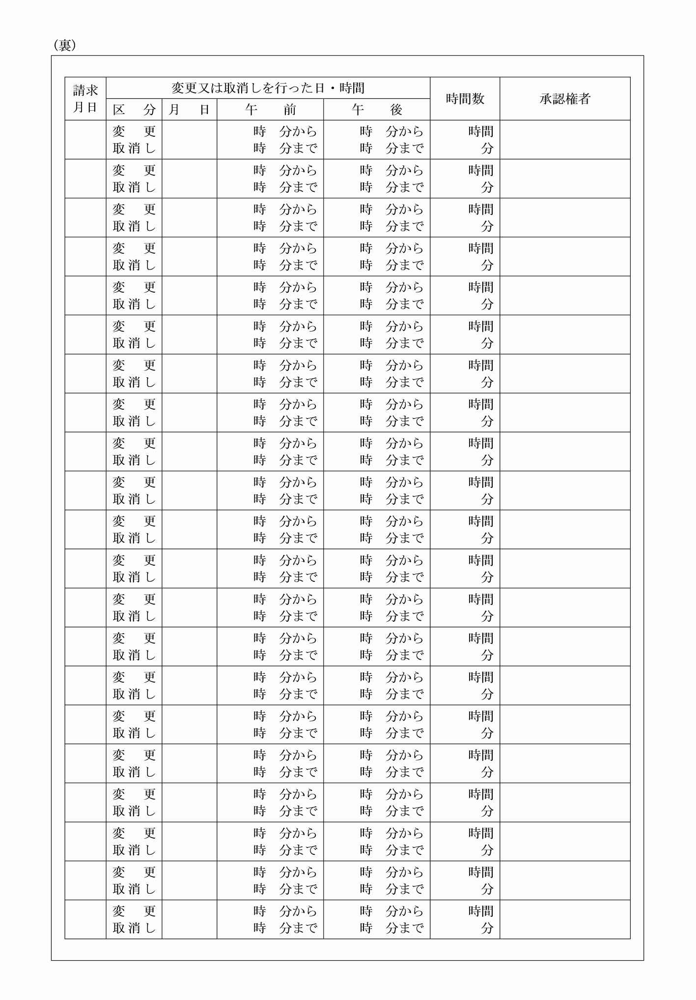 （裏）
請求 変更又は取消しを行った日・時間 時間数 承認権者
月日 区　分 月　日 午　　前 午　　後
変　更 時　分から 時　分から 時間
取消し 時　分まで 時　分まで 分
変　更 時　分から 時　分から 時間
取消し 時　分まで 時　分まで 分
変　更 時　分から 時　分から 時間
取消し 時　分まで 時　分まで 分
変　更 時　分から 時　分から 時間
取消し 時　分まで 時　分まで 分
変　更 時　分から 時　分から 時間
取消し 時　分まで 時　分まで 分
変　更 時　分から 時　分から 時間
取消し 時　分まで 時　分まで 分
変　更 時　分から 時　分から 時間
取消し 時　分まで 時　分まで 分
変　更 時　分から 時　分から 時間
取消し 時　分まで 時　分まで 分
変　更 時　分から 時　分から 時間
取消し 時　分まで 時　分まで 分
変　更 時　分から 時　分から 時間
取消し 時　分まで 時　分まで 分
変　更 時　分から 時　分から 時間
取消し 時　分まで 時　分まで 分
変　更 時　分から 時　分から 時間
取消し 時　分まで 時　分まで 分
変　更 時　分から 時　分から 時間
取消し 時　分まで 時　分まで 分
変　更 時　分から 時　分から 時間
取消し 時　分まで 時　分まで 分
変　更 時　分から 時　分から 時間
取消し 時　分まで 時　分まで 分
変　更 時　分から 時　分から 時間
取消し 時　分まで 時　分まで 分
変　更 時　分から 時　分から 時間
取消し 時　分まで 時　分まで 分
変　更 時　分から 時　分から 時間
取消し 時　分まで 時　分まで 分
変　更 時　分から 時　分から 時間
取消し 時　分まで 時　分まで 分
変　更 時　分から 時　分から 時間
取消し 時　分まで 時　分まで 分
変　更 時　分から 時　分から 時間
取消し 時　分まで 時　分まで 分